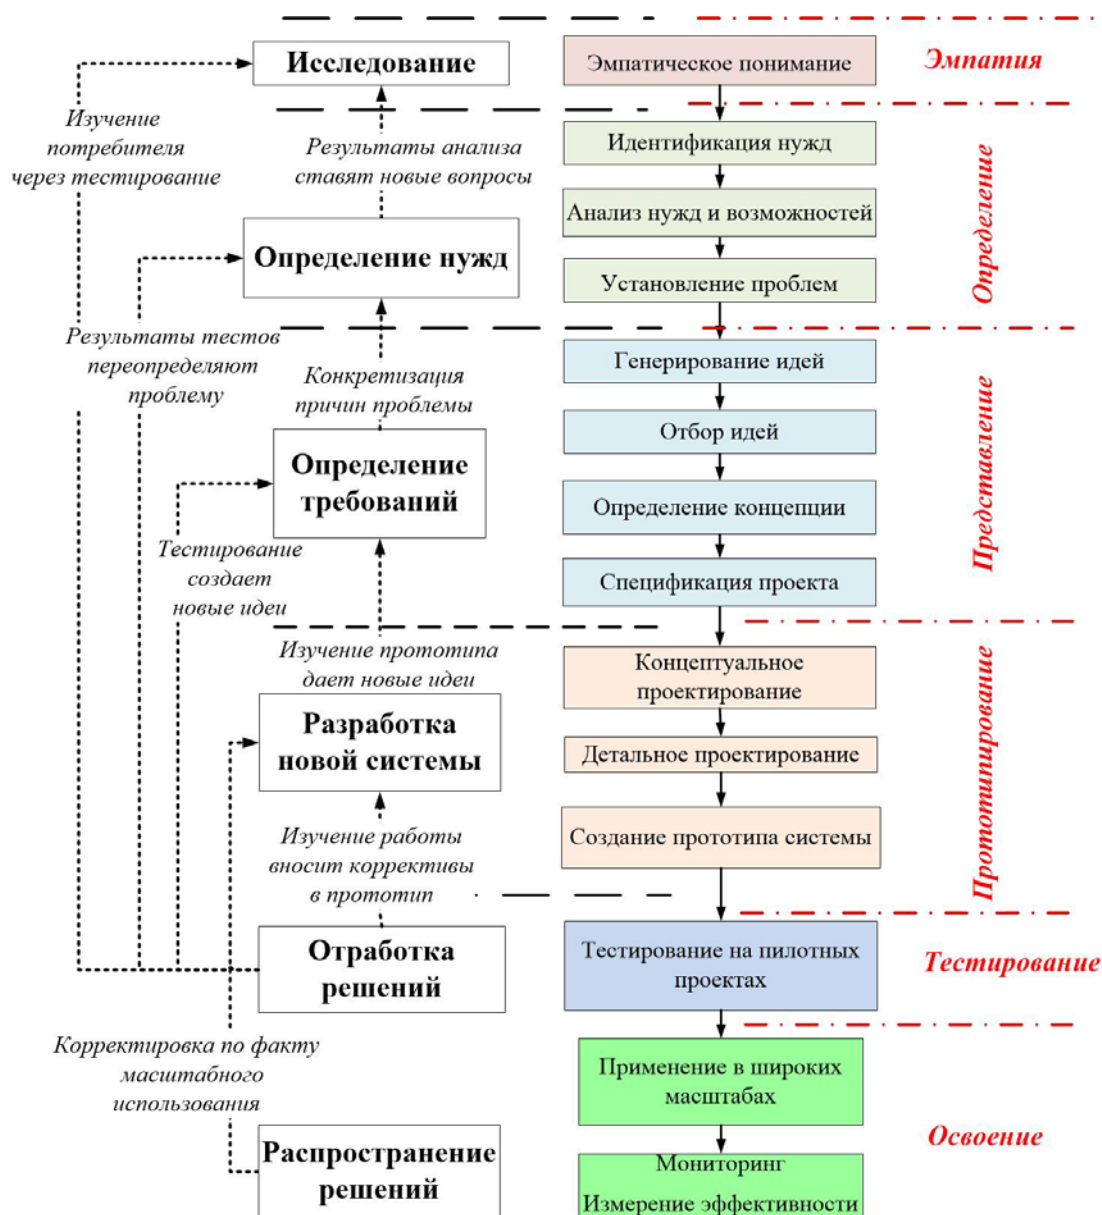 Исследование
Эмпатическое понимание
Эмпатия
Изучение
потребителя
через тестирование
Результаты анализа
ставят новые вопросы
Идентификация нужд
Анализ нужд и возможностей
Определение
Определение нужд
Установление проблем
Результаты тестов
переопределяют
проблему
Конкретизация
причин проблемы
Генерирование идей
Отбор идей
Представление
Определение
требований
Определение концепции
Тестирование
создает
новые идеи
Спецификация проекта
Изучение прототипа
дает новые идеи
Концептуальное
проектирование
Прототипирование
Разработка
новой системы
Детальное проектирование
Изучение работы
вносит коррективы
в прототип
Создание прототипа системы
Отработка
решений
Тестирование на пилотных
проектах
Тестирование
Корректировка по факту
масштабного
использования
Применение в широких
масштабах
Освоение
Распространение
решений
Мониторинг
Измерение эффективности